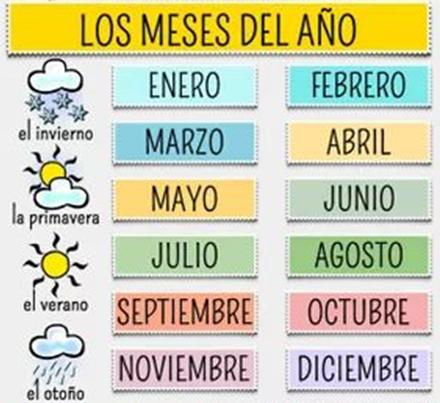 LOS MESES DEL AÑO
ENERO FEBRERO
el invierno
MARZO ABRIL
MAYO JUNIO
la primavera
JULIO AGOSTO
el verano
SEPTIEMBRE OCTUBRE
NOVIEMBRE DICIEMBRE
el otoño